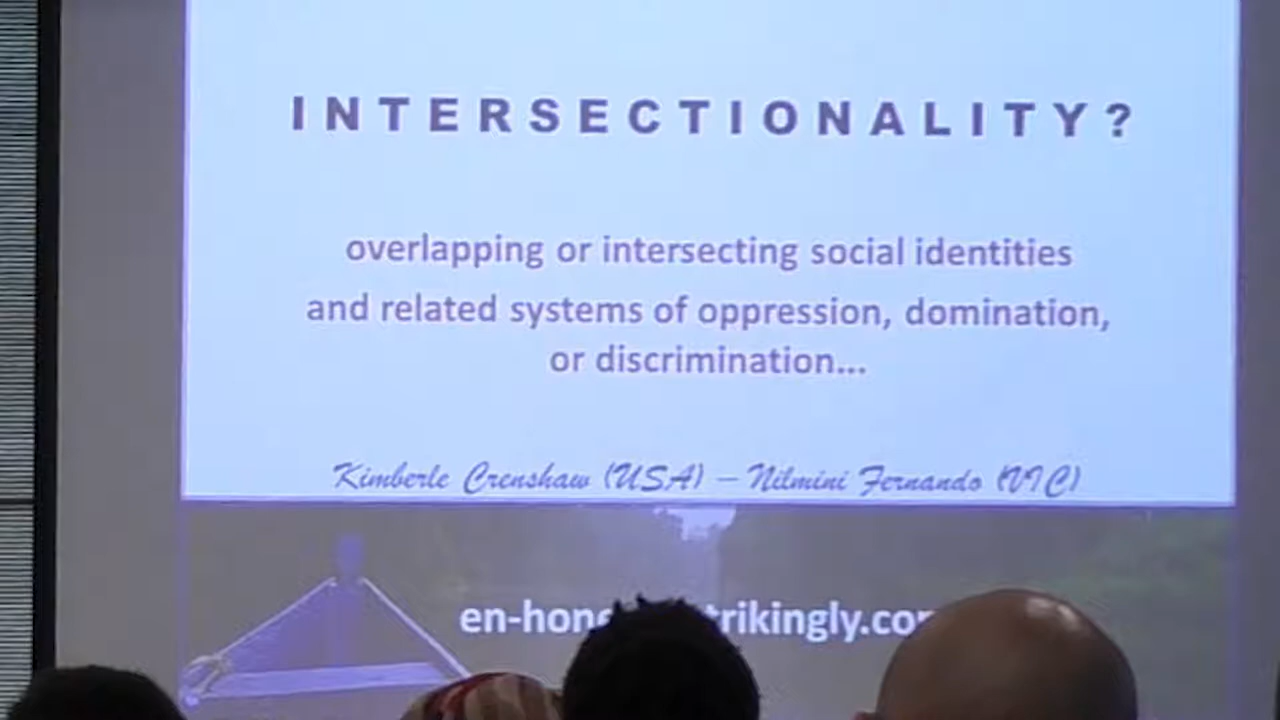 INTERSECTIONALITY?
overlapping or intersecting social identities
and related systems of oppression, domination,
or discrimination...
Kimberle Crenshaw (USA) – Nilmini Fernando (VIC)